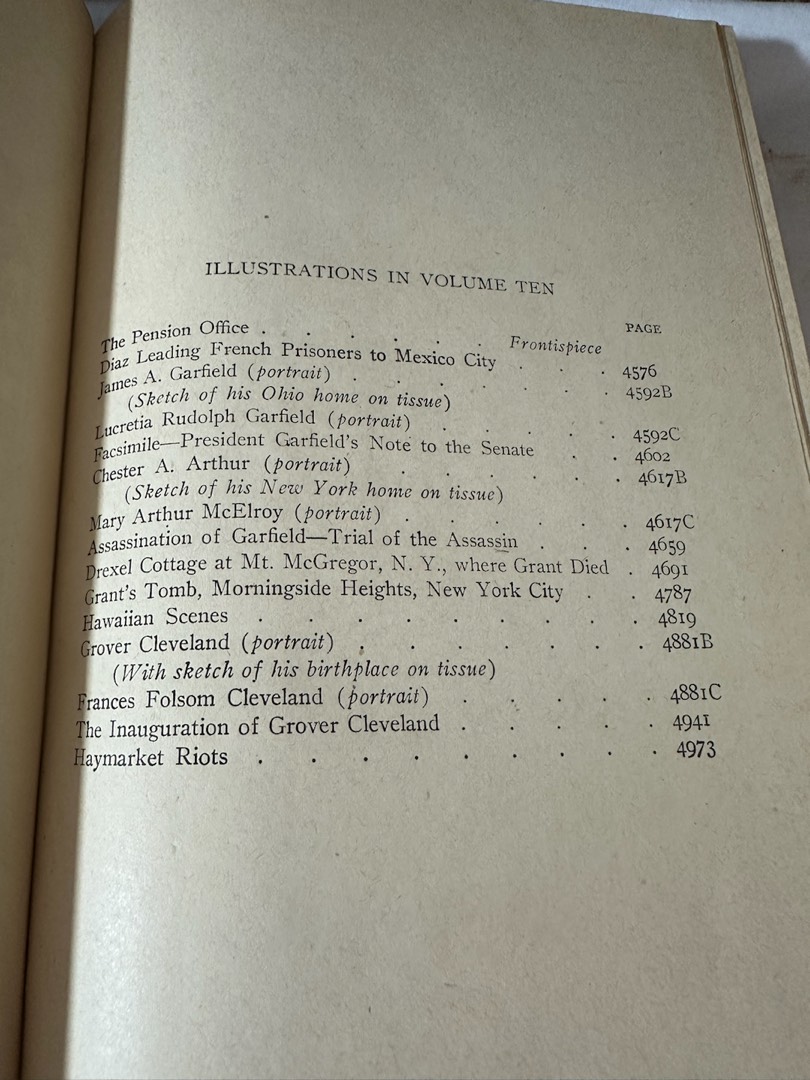 ILLUSTRATIONS IN VOLUME TEN
PAGE
The Pension Office . . . . . . Frontispiece
Diaz Leading French Prisoners to Mexico City . . . 4576
James A. Garfield (portrait) . . . . . . 4592B
(Sketch of his Ohio home on tissue)
Lucretia Rudolph Garfield (portrait) . . . . 4592C
Facsimile—President Garfield's Note to the Senate . . 4602
Chester A. Arthur (portrait) . . . . . . 4617B
(Sketch of his New York home on tissue)
Mary Arthur McElroy (portrait) . . . . . . 4617C
Assassination of Garfield—Trial of the Assassin . . . 4659
Drexel Cottage at Mt. McGregor, N. Y., where Grant Died . 4691
Grant's Tomb, Morningside Heights, New York City . . 4787
Hawaiian Scenes . . . . . . . . 4819
Grover Cleveland (portrait) . . . . . . 4881B
(With sketch of his birthplace on tissue)
Frances Folsom Cleveland (portrait) . . . . 4881C
The Inauguration of Grover Cleveland . . . . 4941
Haymarket Riots . . . . . . . . 4973